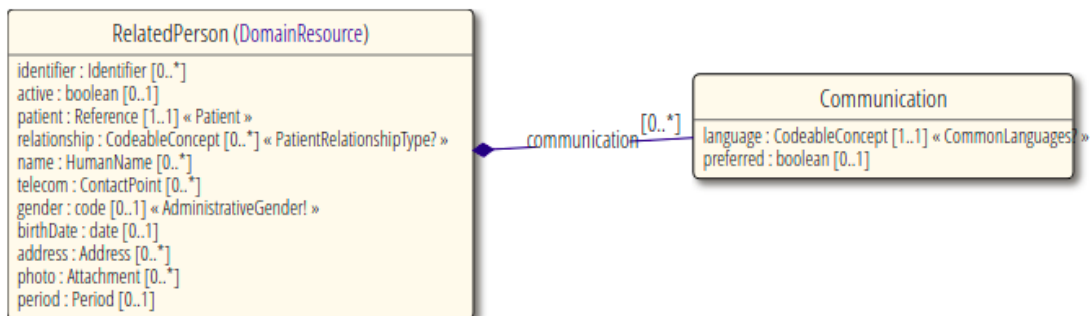 RelatedPerson (DomainResource)
identifier : Identifier [0..*]
active : boolean [0..1]
patient : Reference [1..1] « Patient »
relationship : CodeableConcept [0..*] « PatientRelationshipType? »
name : HumanName [0..*]
telecom : ContactPoint [0..*]
gender : code [0..1] « AdministrativeGender! »
birthDate : date [0..1]
address : Address [0..*]
photo : Attachment [0..*]
period : Period [0..1]
communication
[0..*]
Communication
language : CodeableConcept [1..1] « CommonLanguages? »
preferred : boolean [0..1]